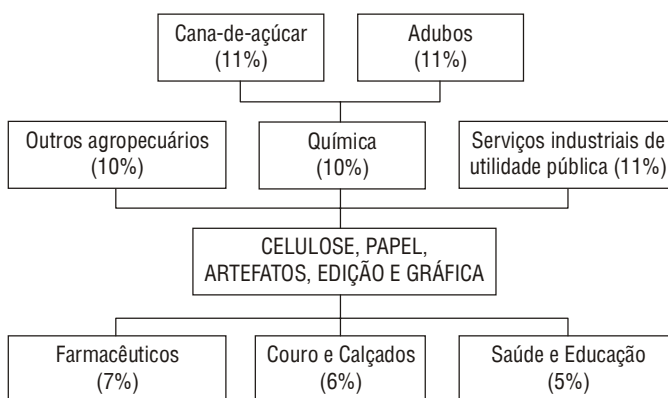 Cana-de-açúcar
(11%)
Adubos
(11%)
Outros agropecuários
(10%)
Química
(10%)
Serviços industriais de
utilidade pública (11%)
CELULOSE, PAPEL,
ARTEFATOS, EDIÇÃO E GRÁFICA
Farmacêuticos
(7%)
Couro e Calçados
(6%)
Saúde e Educação
(5%)